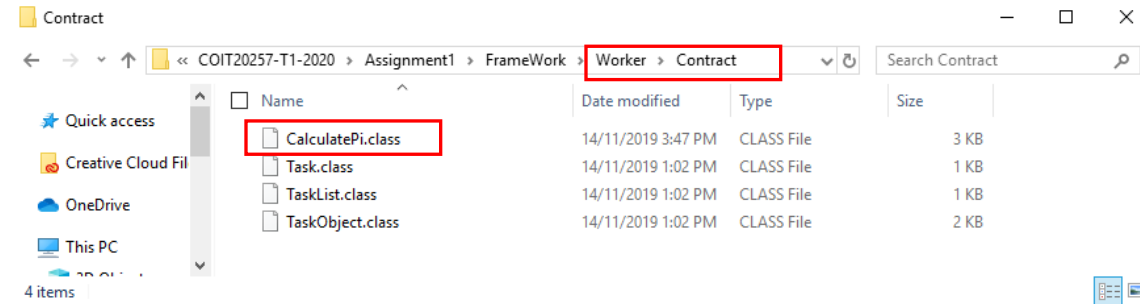 Contract
« COIT20257-T1-2020 › Assignment1 › FrameWork › Worker › Contract
Search Contract
Name Date modified Type Size
Quick access
CalculatePi.class 14/11/2019 3:47 PM CLASS File 3 KB
Creative Cloud Fil
Task.class 14/11/2019 1:02 PM CLASS File 1 KB
TaskList.class 14/11/2019 1:02 PM CLASS File 1 KB
OneDrive
TaskObject.class 14/11/2019 1:02 PM CLASS File 2 KB
This PC
4 items